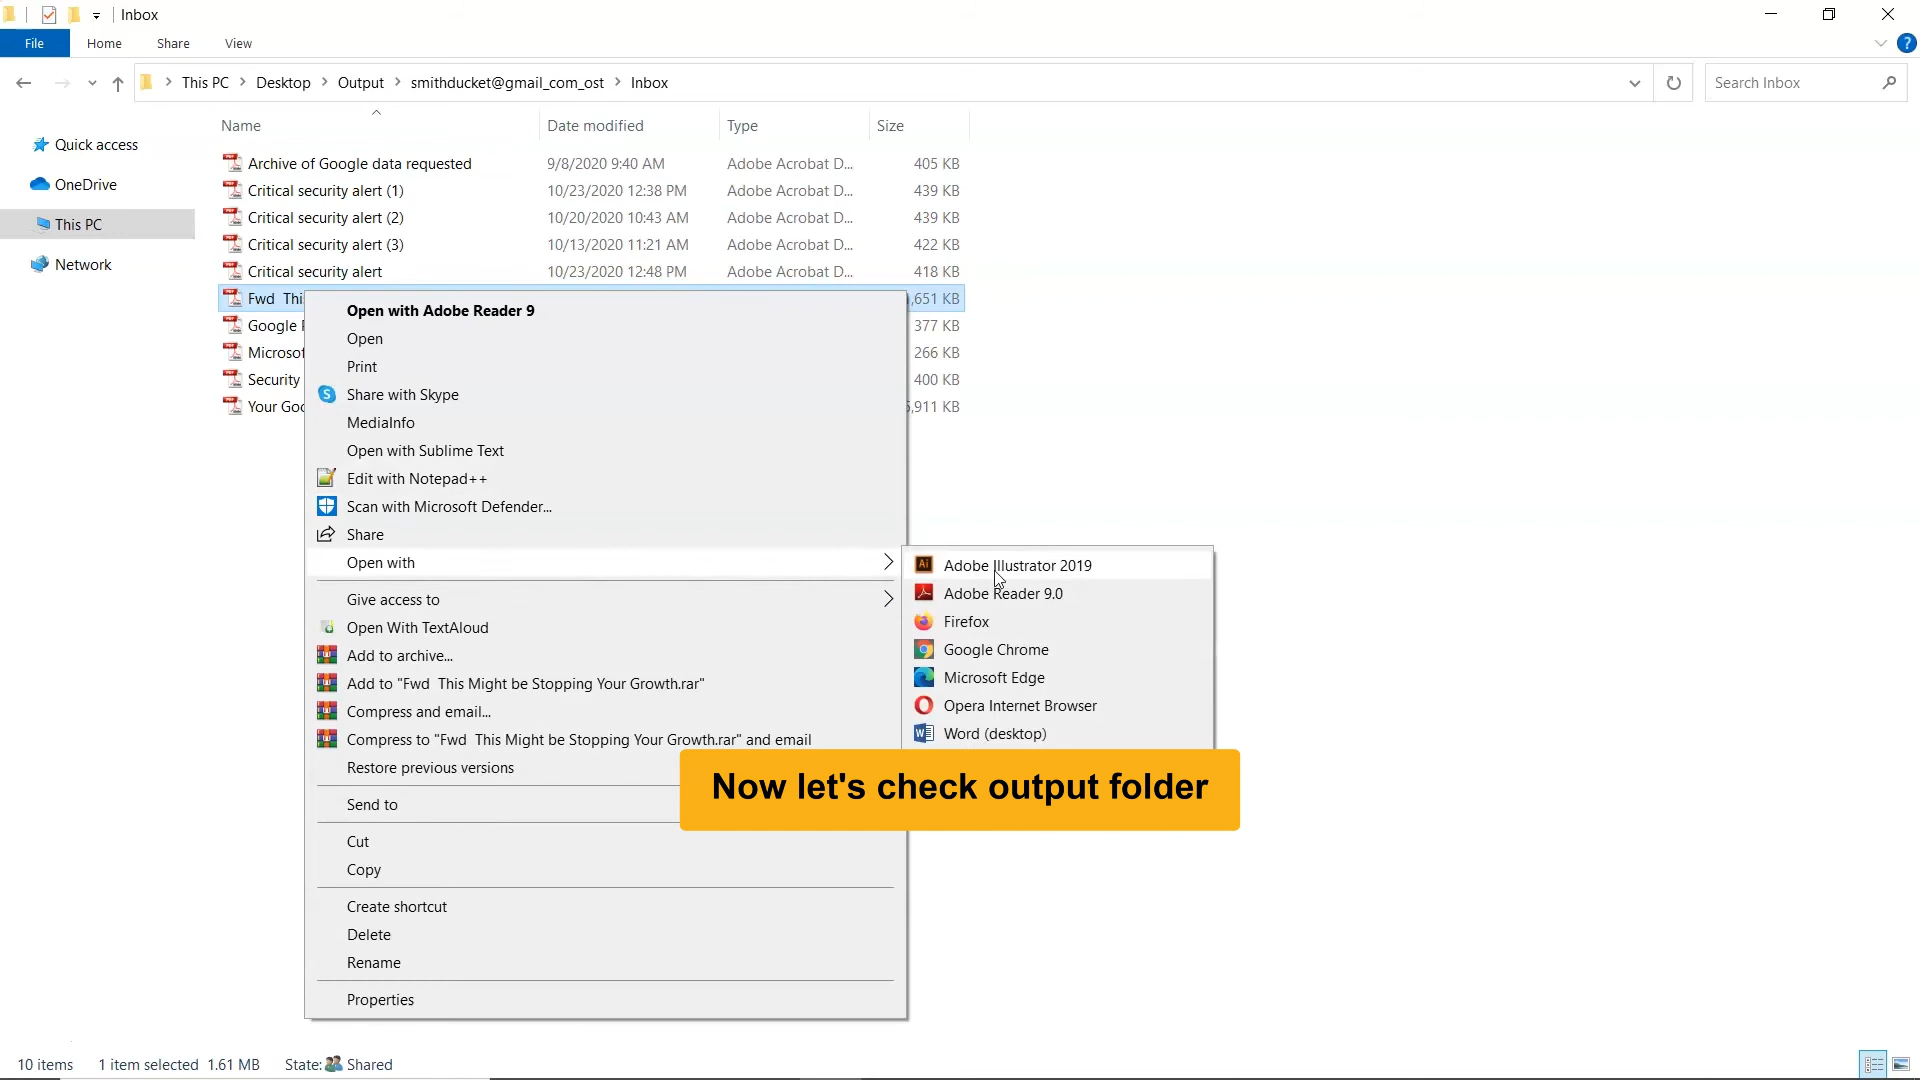 Inbox
File Home Share View
This PC Desktop Output smithducket@gmail_com_ost Inbox
Search Inbox
Name Date modified Type Size
Quick access
OneDrive
This PC
Network
Archive of Google data requested 9/8/2020 9:40 AM Adobe Acrobat D... 405 KB
Critical security alert (1) 10/23/2020 12:38 PM Adobe Acrobat D... 439 KB
Critical security alert (2) 10/20/2020 10:43 AM Adobe Acrobat D... 439 KB
Critical security alert (3) 10/13/2020 11:21 AM Adobe Acrobat D... 422 KB
Critical security alert 10/23/2020 12:48 PM Adobe Acrobat D... 418 KB
Fwd ,651 KB
Google 377 KB
266 KB
Security 400 KB
Your ,911 KB
Open with Adobe Reader 9
Open
Print
Share with Skype
MediaInfo
Open with Sublime Text
Edit with Notepad++
Scan with Microsoft Defender...
Share
Open with
Give access to
Open With TextAloud
Add to archive...
Add to "Fwd This Might be Stopping Your Growth.rar"
Compress and email...
Compress to "Fwd This Might be Stopping Your Growth.rar" and email
Restore previous versions
Send to
Cut
Copy
Create shortcut
Delete
Rename
Properties
Adobe Illustrator 2019
Adobe Reader 9.0
Firefox
Google Chrome
Microsoft Edge
Opera Internet Browser
Word (desktop)
Now let's check output folder
10 items 1 item selected 1.61 MB State: Shared